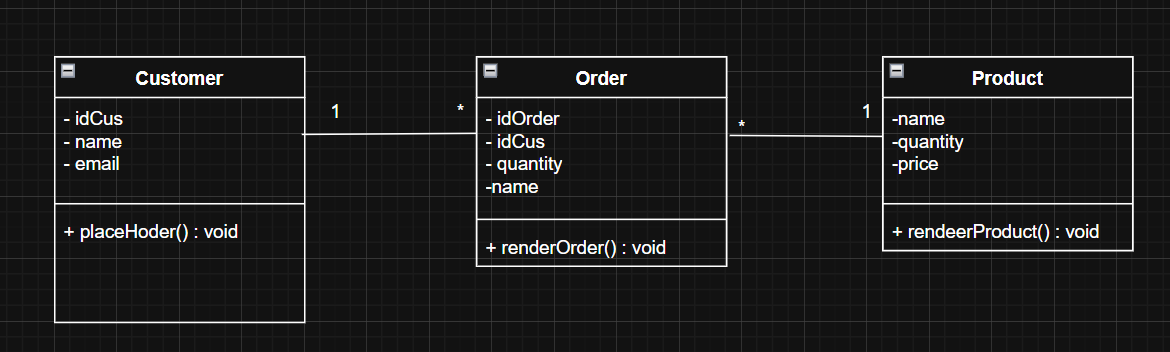 Customer
- idCus
- name
- email
+ placeHoder() : void
1
*
Order
- idOrder
- idCus
- quantity
-name
+ renderOrder() : void
*
1
Product
-name
-quantity
-price
+ rendeerProduct() : void